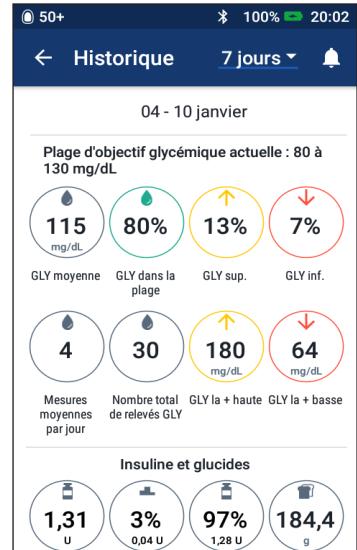 50+ 100% 20:02
Historique 7 jours
04 - 10 janvier
Plage d'objectif glycémique actuelle : 80 à
130 mg/dL
115 80% 13% 7%
mg/dL
GLY moyenne GLY dans la GLY sup. GLY inf.
plage
4 30 180 64
mg/dL mg/dL
Mesures Nombre total GLY la + haute GLY la + basse
moyennes de relevés GLY
par jour
Insuline et glucides
1,31 3% 97% 184,4
U 0,04 U 1,28 U g